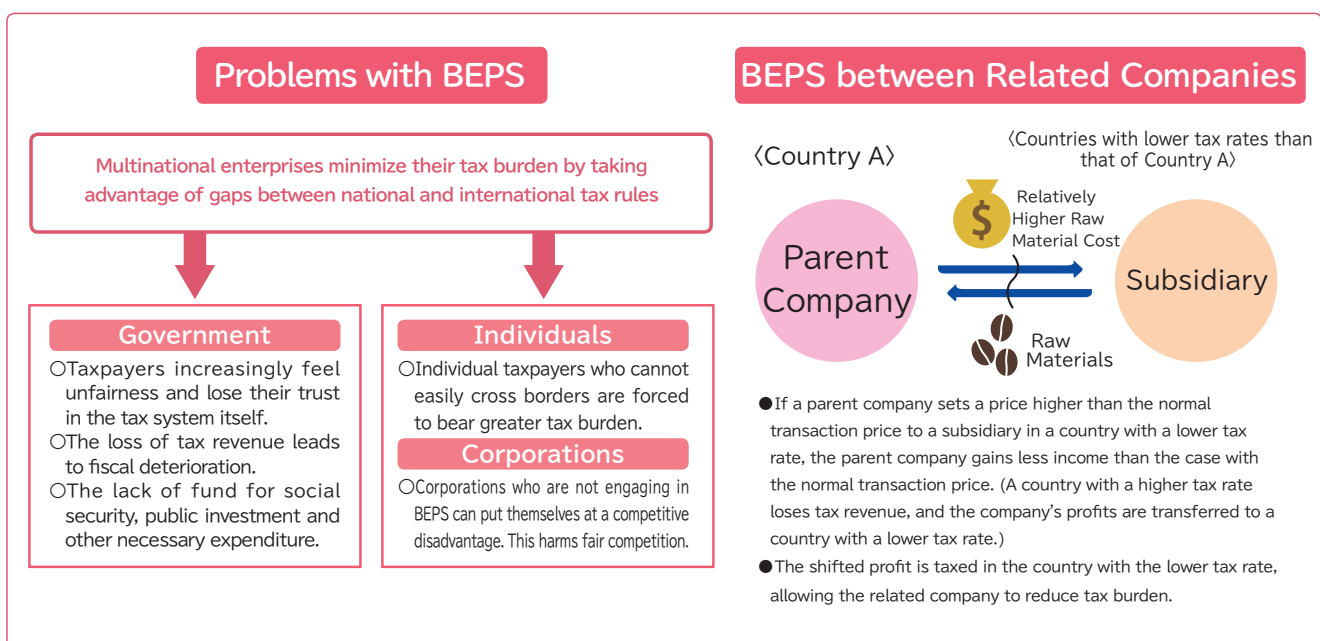 Problems with BEPS
Multinational enterprises minimize their tax burden by taking
advantage of gaps between national and international tax rules
Government
○Taxpayers increasingly feel
unfairness and lose their trust
in the tax system itself.
○The loss of tax revenue leads
to fiscal deterioration.
○The lack of fund for social
security, public investment and
other necessary expenditure.
Individuals
○Individual taxpayers who cannot
easily cross borders are forced
to bear greater tax burden.
Corporations
○Corporations who are not engaging in
BEPS can put themselves at a competitive
disadvantage. This harms fair competition.
BEPS between Related Companies
〈Country A〉
〈Countries with lower tax rates than
that of Country A〉
$
Relatively
Higher Raw
Material Cost
Parent
Company
Subsidiary
Raw
Materials
●If a parent company sets a price higher than the normal
transaction price to a subsidiary in a country with a lower tax
rate, the parent company gains less income than the case with
the normal transaction price. (A country with a higher tax rate
loses tax revenue, and the company's profits are transferred to a
country with a lower tax rate.)
●The shifted profit is taxed in the country with the lower tax rate,
allowing the related company to reduce tax burden.